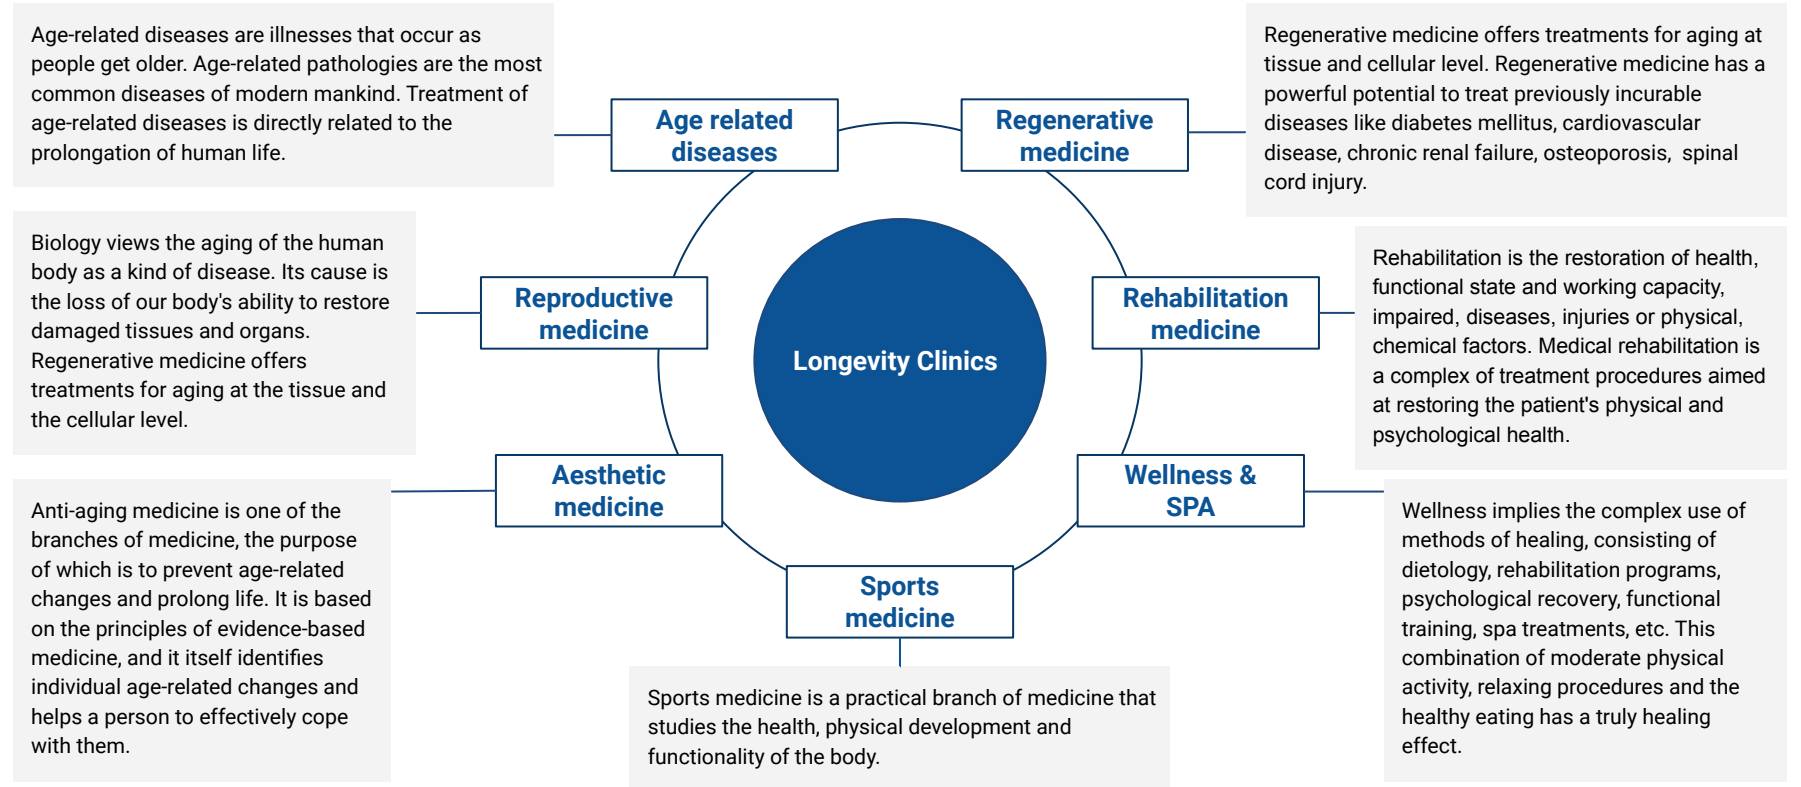 Age-related diseases are illnesses that occur as
people get older. Age-related pathologies are the most
common diseases of modern mankind. Treatment of
age-related diseases is directly related to the
prolongation of human life.
Age related
diseases
Regenerative
medicine
Regenerative medicine offers treatments for aging at
tissue and cellular level. Regenerative medicine has a
powerful potential to treat previously incurable
diseases like diabetes mellitus, cardiovascular
disease, chronic renal failure, osteoporosis, spinal
cord injury.
Biology views the aging of the human
body as a kind of disease. Its cause is
the loss of our body's ability to restore
damaged tissues and organs.
Regenerative medicine offers
treatments for aging at the tissue and
the cellular level.
Reproductive
medicine
Longevity Clinics
Rehabilitation
medicine
Rehabilitation is the restoration of health,
functional state and working capacity,
impaired, diseases, injuries or physical,
chemical factors. Medical rehabilitation is
a complex of treatment procedures aimed
at restoring the patient's physical and
psychological health.
Anti-aging medicine is one of the
branches of medicine, the purpose
of which is to prevent age-related
changes and prolong life. It is based
on the principles of evidence-based
medicine, and it itself identifies
individual age-related changes and
helps a person to effectively cope
with them.
Aesthetic
medicine
Wellness &
SPA
Wellness implies the complex use of
methods of healing, consisting of
dietology, rehabilitation programs,
psychological recovery, functional
training, spa treatments, etc. This
combination of moderate physical
activity, relaxing procedures and the
healthy eating has a truly healing
effect.
Sports
medicine
Sports medicine is a practical branch of medicine that
studies the health, physical development and
functionality of the body.